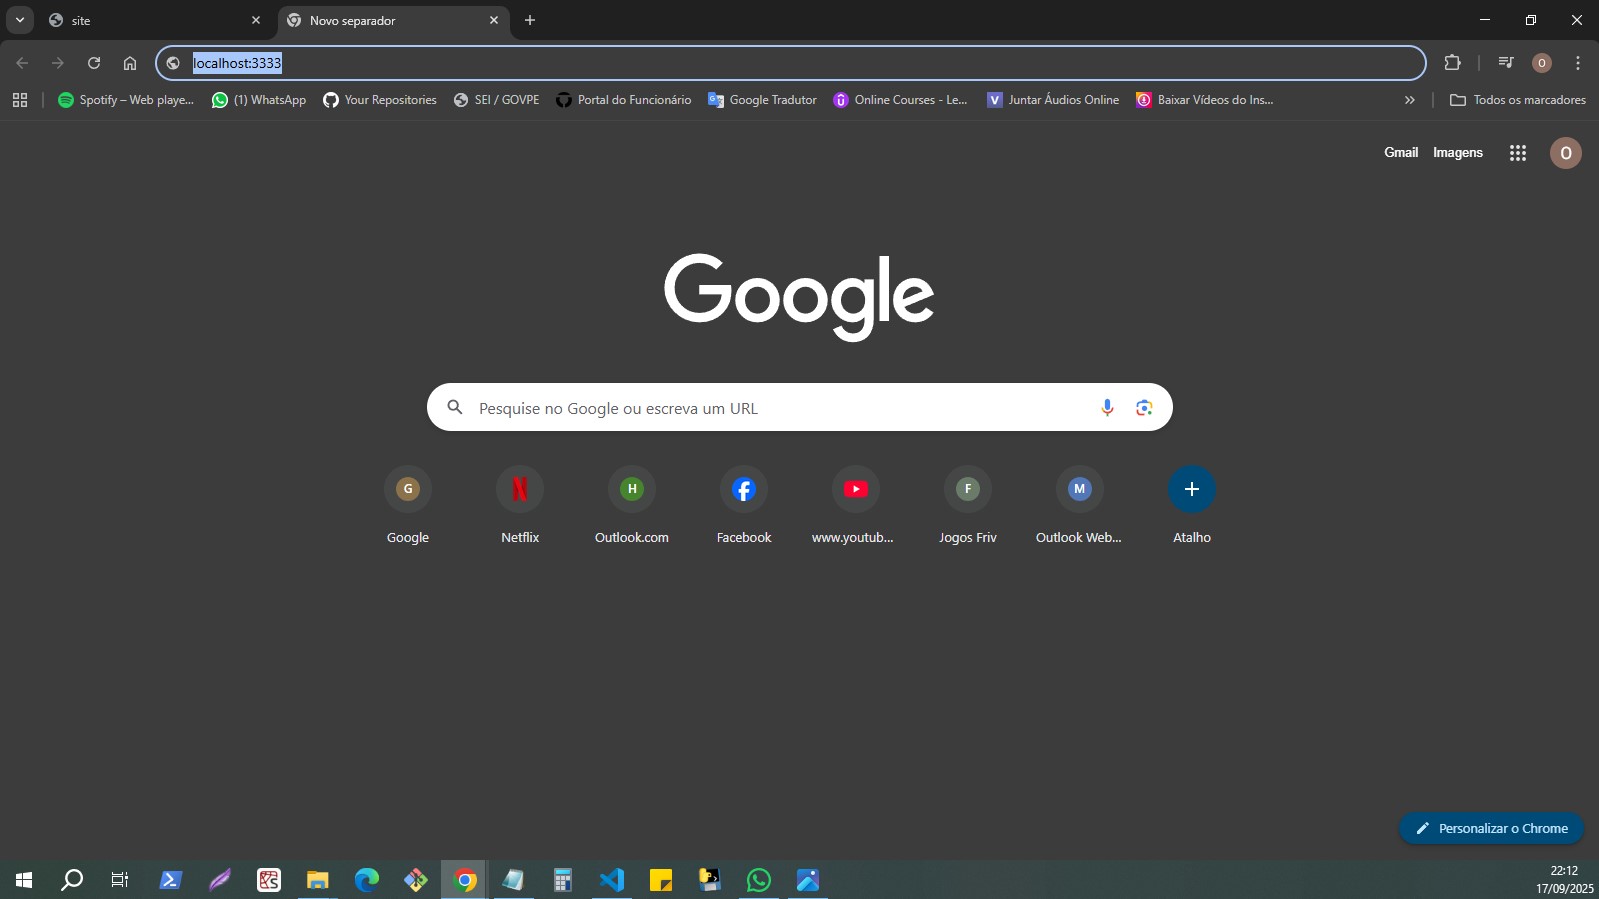 site
Novo separador
localhost:3333
O
Spotify – Web playe...
(1) WhatsApp
Your Repositories
SEI / GOVPE
Portal do Funcionário
Google Tradutor
Online Courses - Le...
V
Juntar Áudios Online
Baixar Vídeos do Ins...
Todos os marcadores
Gmail
Imagens
O
Google
Pesquise no Google ou escreva um URL
G
N
H
F
M
Google
Netflix
Outlook.com
Facebook
www.youtub...
Jogos Friv
Outlook Web...
Atalho
Personalizar o Chrome
22:12
17/09/2025